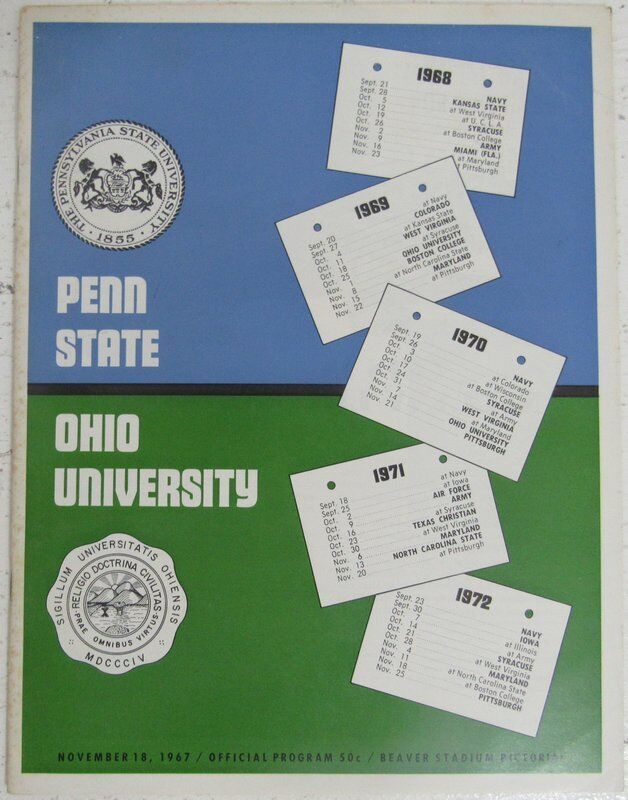 1968
Sept. 21 NAVY
Sept. 28 KANSAS STATE
Oct. 5 at West Virginia
Oct. 12 at U. C. L. A.
Oct. 19 SYRACUSE
Oct. 26 at Boston College
Nov. 2 ARMY
Nov. 9 MIAMI (FLA.)
Nov. 16 at Maryland
Nov. 23 at Pittsburgh
THE PENNSYLVANIA STATE UNIVERSITY
1855
1969
Sept. 20 at Navy
Sept. 27 COLORADO
Oct. 4 at Kansas State
Oct. 11 WEST VIRGINIA
Oct. 18 at Syracuse
Oct. 25 OHIO UNIVERSITY
Nov. 1 BOSTON COLLEGE
Nov. 8 at North Carolina State
Nov. 15 MARYLAND
Nov. 22 at Pittsburgh
PENN
STATE
1970
Sept. 19 NAVY
Sept. 26 at Colorado
Oct. 3 at Wisconsin
Oct. 10 at Boston College
Oct. 17 SYRACUSE
Oct. 24 at Army
Oct. 31 WEST VIRGINIA
Nov. 7 at Maryland
Nov. 14 OHIO UNIVERSITY
Nov. 21 PITTSBURGH
OHIO
UNIVERSITY
1971
Sept. 18 at Navy
Sept. 25 at Iowa
Oct. 2 AIR FORCE
Oct. 9 ARMY
Oct. 16 at Syracuse
Oct. 23 TEXAS CHRISTIAN
Oct. 30 at West Virginia
Nov. 6 MARYLAND
Nov. 13 NORTH CAROLINA STATE
Nov. 20 at Pittsburgh
SIGILLUM UNIVERSITATIS OHIENSIS
RELIGIO DOCTRINA CIVILITAS
PRAE OMNIBUS VIRTUS
MDCCCIV
1972
Sept. 23 NAVY
Sept. 30 IOWA
Oct. 7 at Illinois
Oct. 14 at Army
Oct. 21 SYRACUSE
Oct. 28 at West Virginia
Nov. 4 MARYLAND
Nov. 11 at North Carolina State
Nov. 18 at Boston College
Nov. 25 PITTSBURGH
NOVEMBER 18, 1967 / OFFICIAL PROGRAM 50c / BEAVER STADIUM PICTORIAL